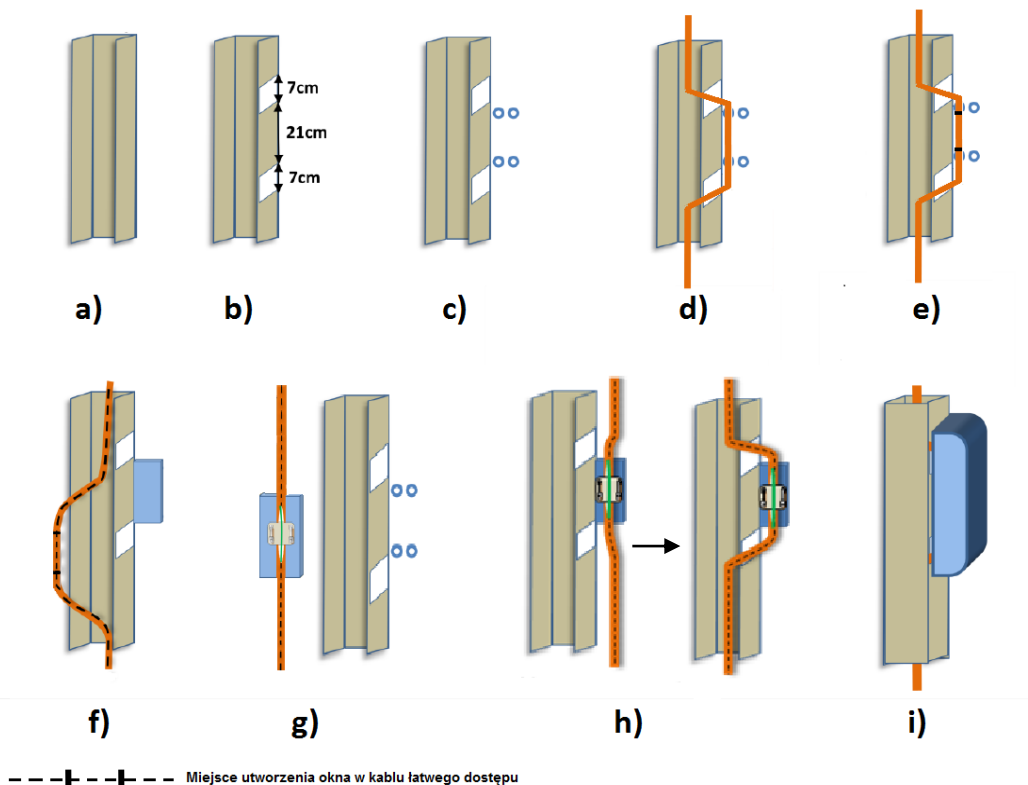 7cm
21cm
7cm
a)
b)
c)
d)
e)
f)
g)
h)
i)
Miejsce utworzenia okna w kablu łatwego dostępu